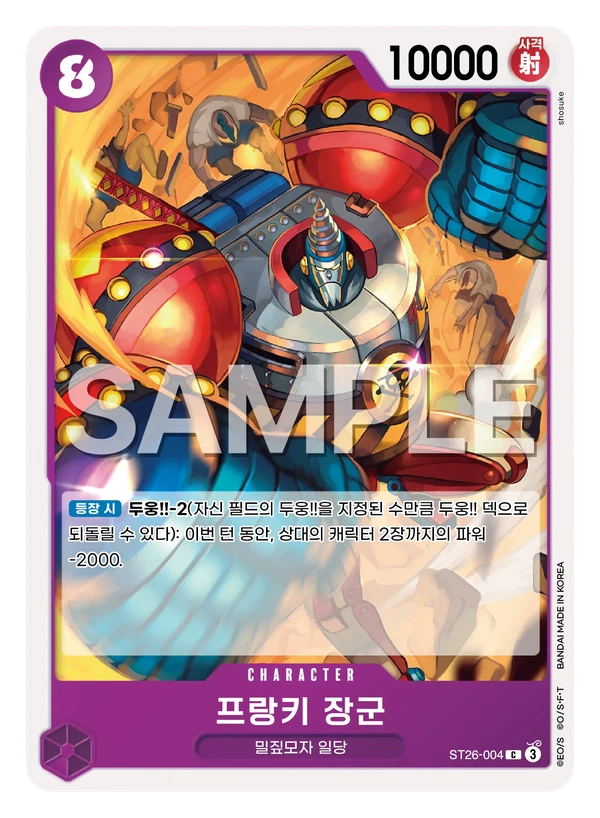 8
10000
사격
射
shosuke
SAMPLE
등장 시 두웅!!-2(자신 필드의 두웅!!을 지정된 수만큼 두웅!! 덱으로
되돌릴 수 있다): 이번 턴 동안, 상대의 캐릭터 2장까지의 파워
-2000.
CHARACTER
프랑키 장군
밀짚모자 일당
ST26-004 C 3
©EO/S ©O/S·F·T BANDAI MADE IN KOREA